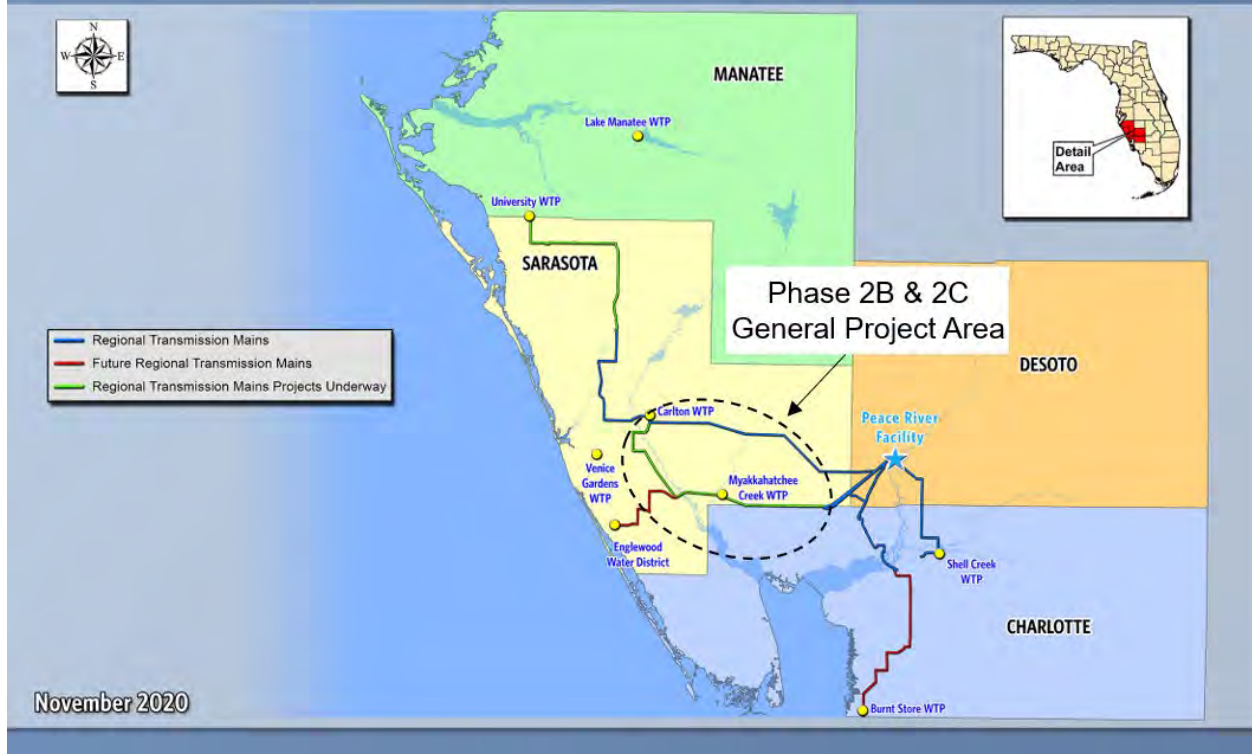 N
W E
S
MANATEE
Detail
Area
Lake Manatee WTP
University WTP
SARASOTA
Phase 2B & 2C
General Project Area
Regional Transmission Mains
Future Regional Transmission Mains
Regional Transmission Mains Projects Underway
DESOTO
Carlton WTP
Peace River
Facility
Venice
Gardens
WTP
Myakkahatchee
Creek WTP
Englewood
Water District
Shell Creek
WTP
CHARLOTTE
November 2020
Burnt Store WTP